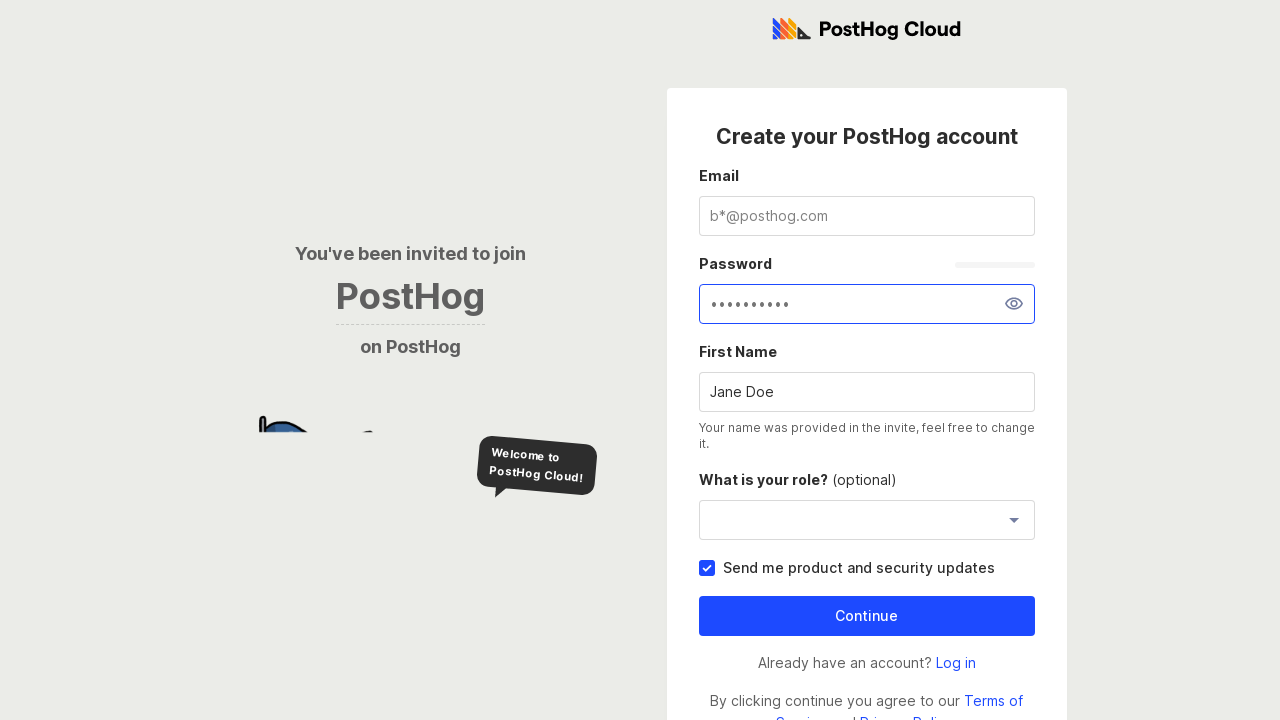 PostHog Cloud
You've been invited to join
PostHog
on PostHog
Welcome to
PostHog Cloud!
Create your PostHog account
Email
b*@posthog.com
Password
••••••••••
First Name
Jane Doe
Your name was provided in the invite, feel free to change
it.
What is your role? (optional)
Send me product and security updates
Continue
Already have an account? Log in
By clicking continue you agree to our Terms of